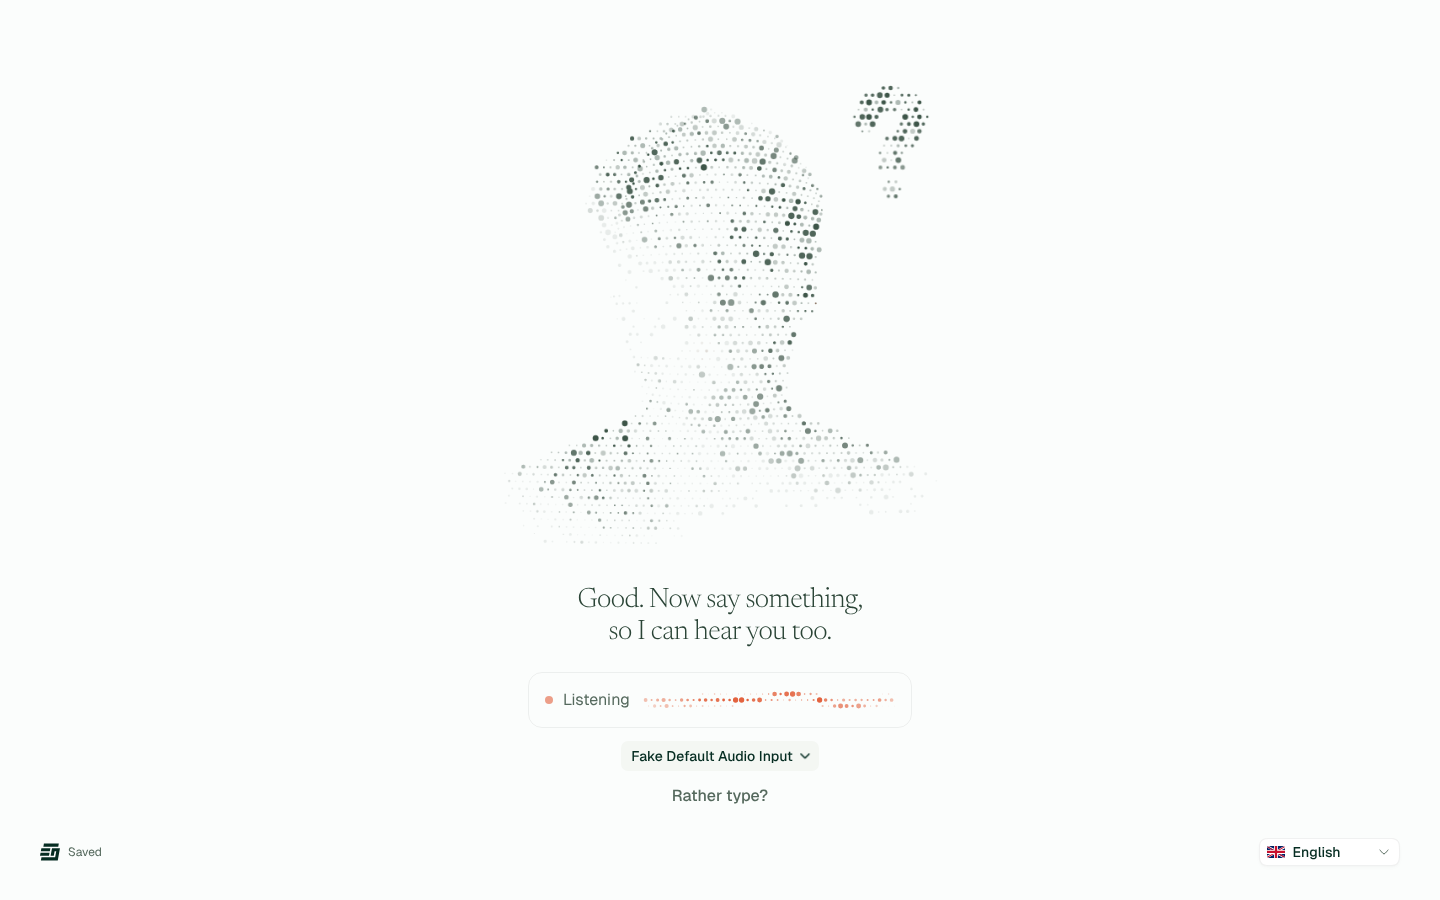 Good. Now say something,
so I can hear you too.
Listening
Fake Default Audio Input
Rather type?
Saved
English